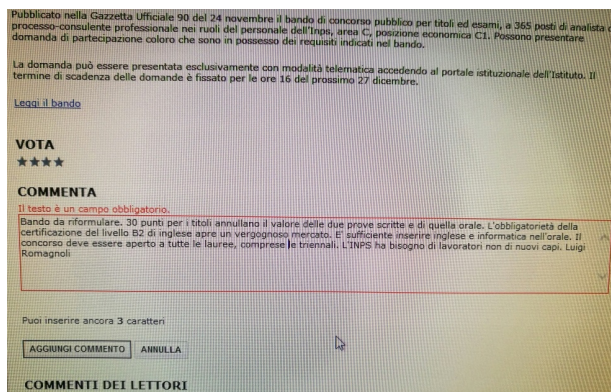 Pubblicato nella Gazzetta Ufficiale 90 del 24 novembre il bando di concorso pubblico per titoli ed esami, a 365 posti di analista
processo-consulente professionale nei ruoli del personale dell'Inps, area C, posizione economica C1. Possono presentare
domanda di partecipazione coloro che sono in possesso dei requisiti indicati nel bando.
La domanda può essere presentata esclusivamente con modalità telematica accedendo al portale istituzionale dell'Istituto. Il
termine di scadenza delle domande è fissato per le ore 16 del prossimo 27 dicembre.
Leggi il bando
VOTA
COMMENTA
Il testo è un campo obbligatorio.
Bando da riformulare. 30 punti per i titoli annullano il valore delle due prove scritte e di quella orale. L'obbligatorietà della
certificazione del livello B2 di inglese apre un vergognoso mercato. E' sufficiente inserire inglese e informatica nell'orale. Il
concorso deve essere aperto a tutte le lauree, comprese le triennali. L'INPS ha bisogno di lavoratori non di nuovi capi. Luigi
Romagnoli
Puoi inserire ancora 3 caratteri
AGGIUNGI COMMENTO ANNULLA
COMMENTI DEI LETTORI